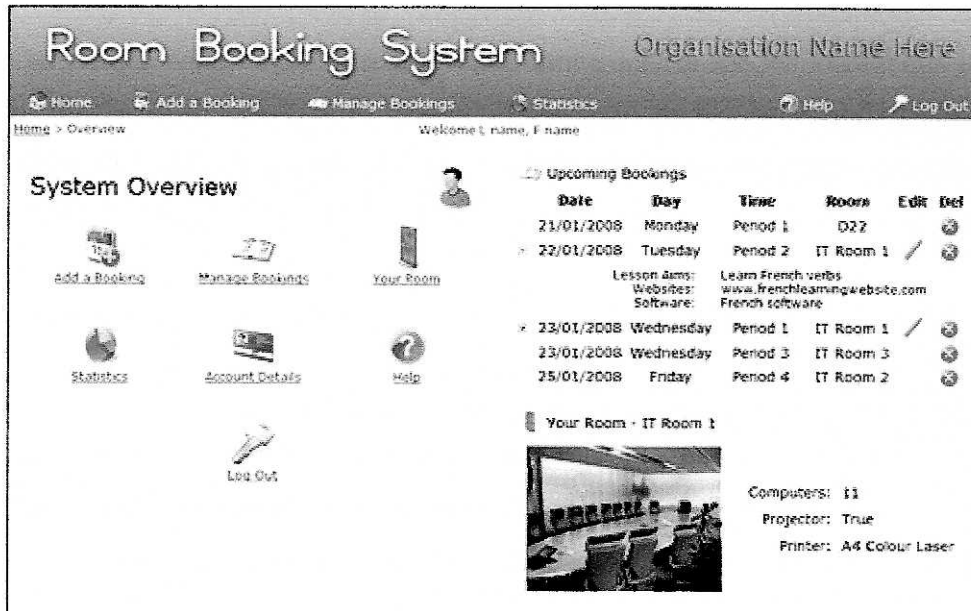 Room Booking System
Organisation Name Here
Home Add a Booking Manage Bookings Statistics Help Log Out
Home > Overview
Welcome L name, F name
System Overview
Add a Booking Manage Bookings Your Room
Statistics Account Details Help
Log Out
Upcoming Bookings
Date Day Time Room Edit Del
21/01/2008 Monday Period 1 D22
22/01/2008 Tuesday Period 2 IT Room 1
Lesson Aims: Learn French verbs
Websites: www.frenchlearningwebsite.com
Software: French software
23/01/2008 Wednesday Period 1 IT Room 1
23/01/2008 Wednesday Period 3 IT Room 3
25/01/2008 Friday Period 4 IT Room 2
Your Room - IT Room 1
Computers: 11
Projector: True
Printer: A4 Colour Laser